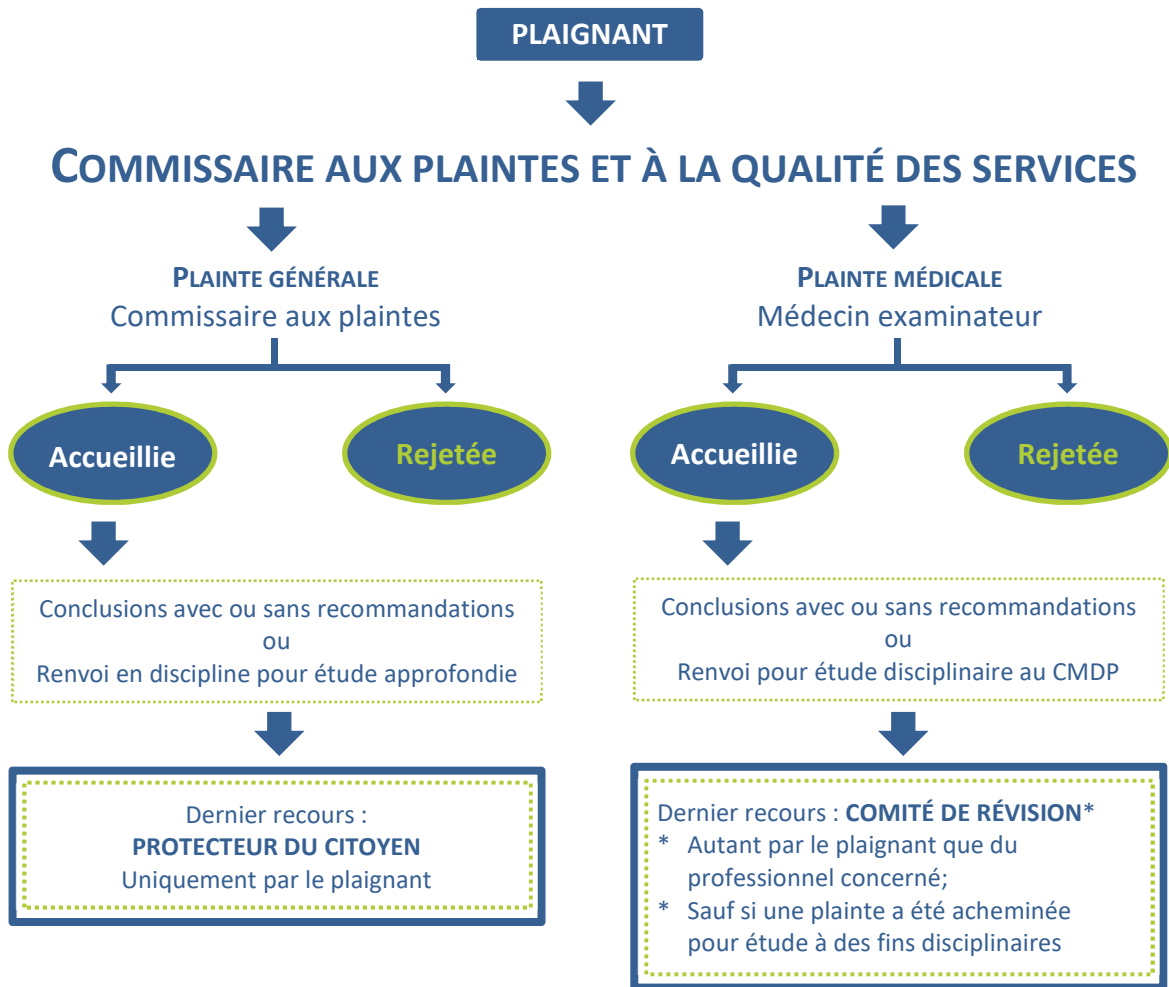 PLAIGNANT
COMMISSAIRE AUX PLAINTES ET À LA QUALITÉ DES SERVICES
PLAINTE GÉNÉRALE
Commissaire aux plaintes
PLAINTE MÉDICALE
Médecin examinateur
Accueillie
Rejetée
Accueillie
Rejetée
Conclusions avec ou sans recommandations
ou
Renvoi en discipline pour étude approfondie
Conclusions avec ou sans recommandations
ou
Renvoi pour étude disciplinaire au CMDP
Dernier recours :
PROTECTEUR DU CITOYEN
Uniquement par le plaignant
Dernier recours : COMITÉ DE RÉVISION*
* Autant par le plaignant que du
professionnel concerné;
* Sauf si une plainte a été acheminée
pour étude à des fins disciplinaires